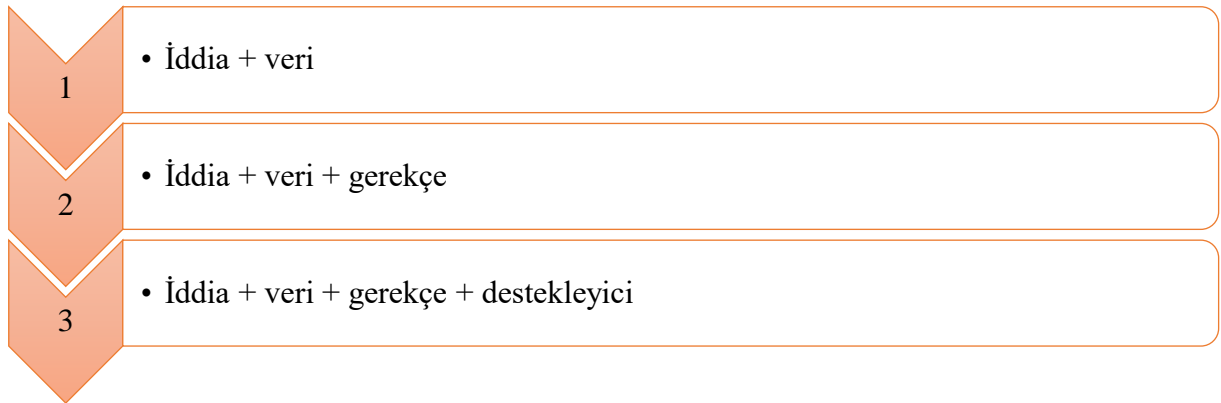 1
• İddia + veri
2
• İddia + veri + gerekçe
3
• İddia + veri + gerekçe + destekleyici